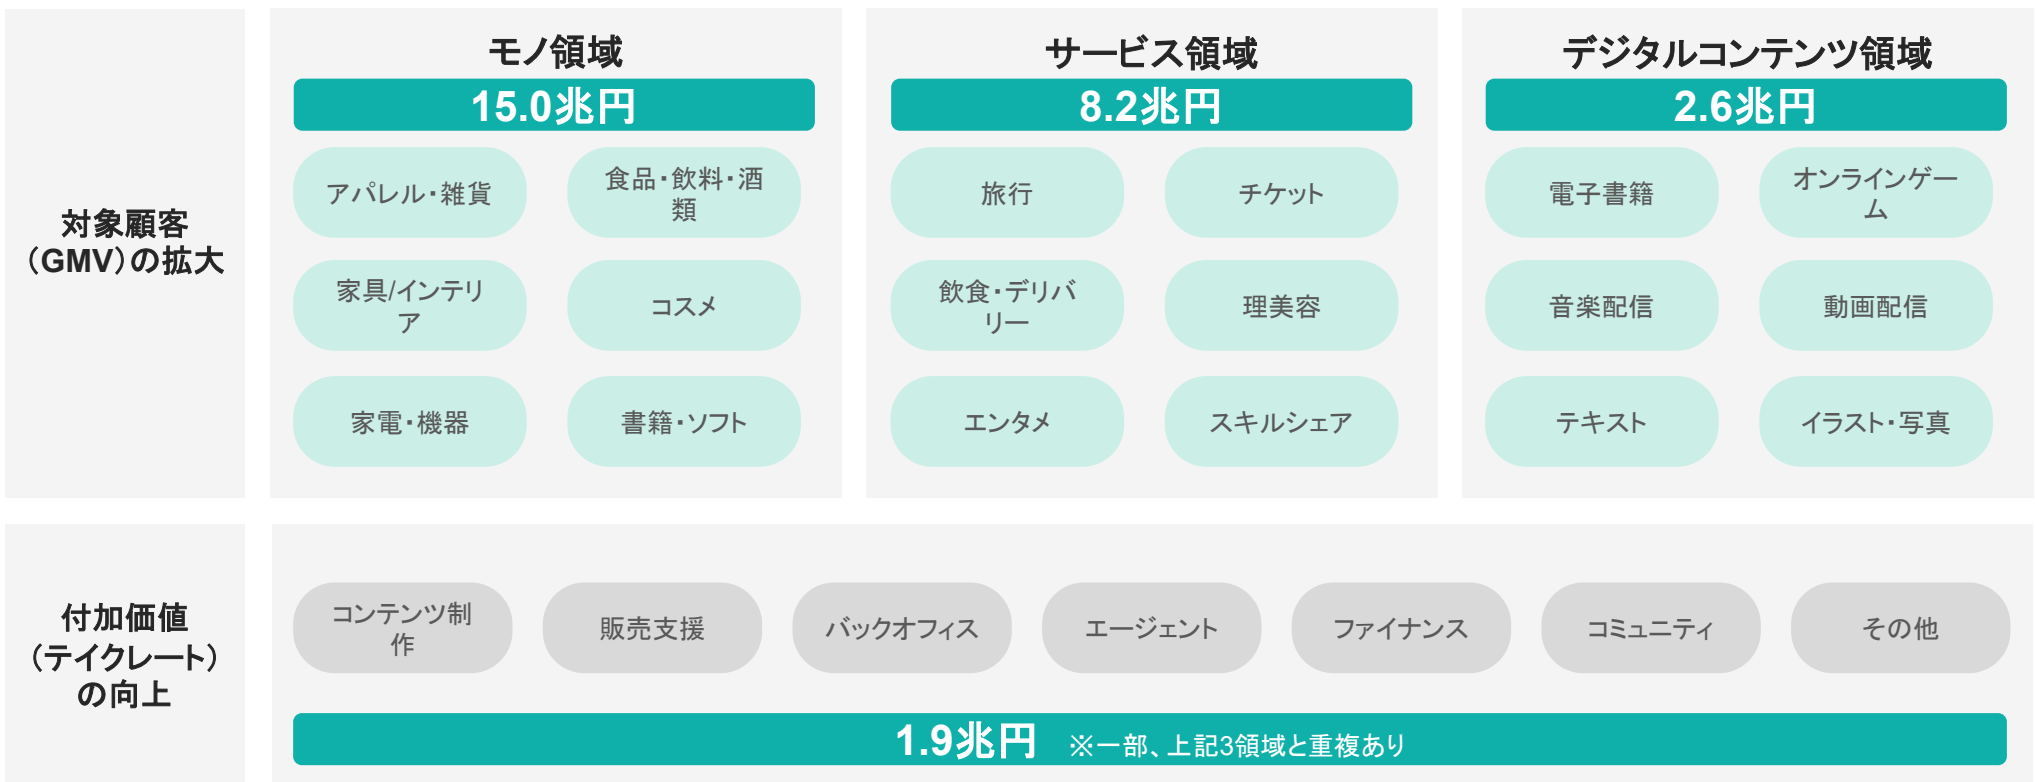 対象顧客
（GMV）の拡大
モノ領域
15.0兆円
アパレル・雑貨
食品・飲料・酒
類
家具/インテリ
ア
コスメ
家電・機器
書籍・ソフト
サービス領域
8.2兆円
旅行
チケット
飲食・デリバ
リー
理美容
エンタメ
スキルシェア
デジタルコンテンツ領域
2.6兆円
電子書籍
オンラインゲー
ム
音楽配信
動画配信
テキスト
イラスト・写真
付加価値
（テイクレート）
の向上
コンテンツ制
作
販売支援
バックオフィス
エージェント
ファイナンス
コミュニティ
その他
1.9兆円 ※一部、上記3領域と重複あり